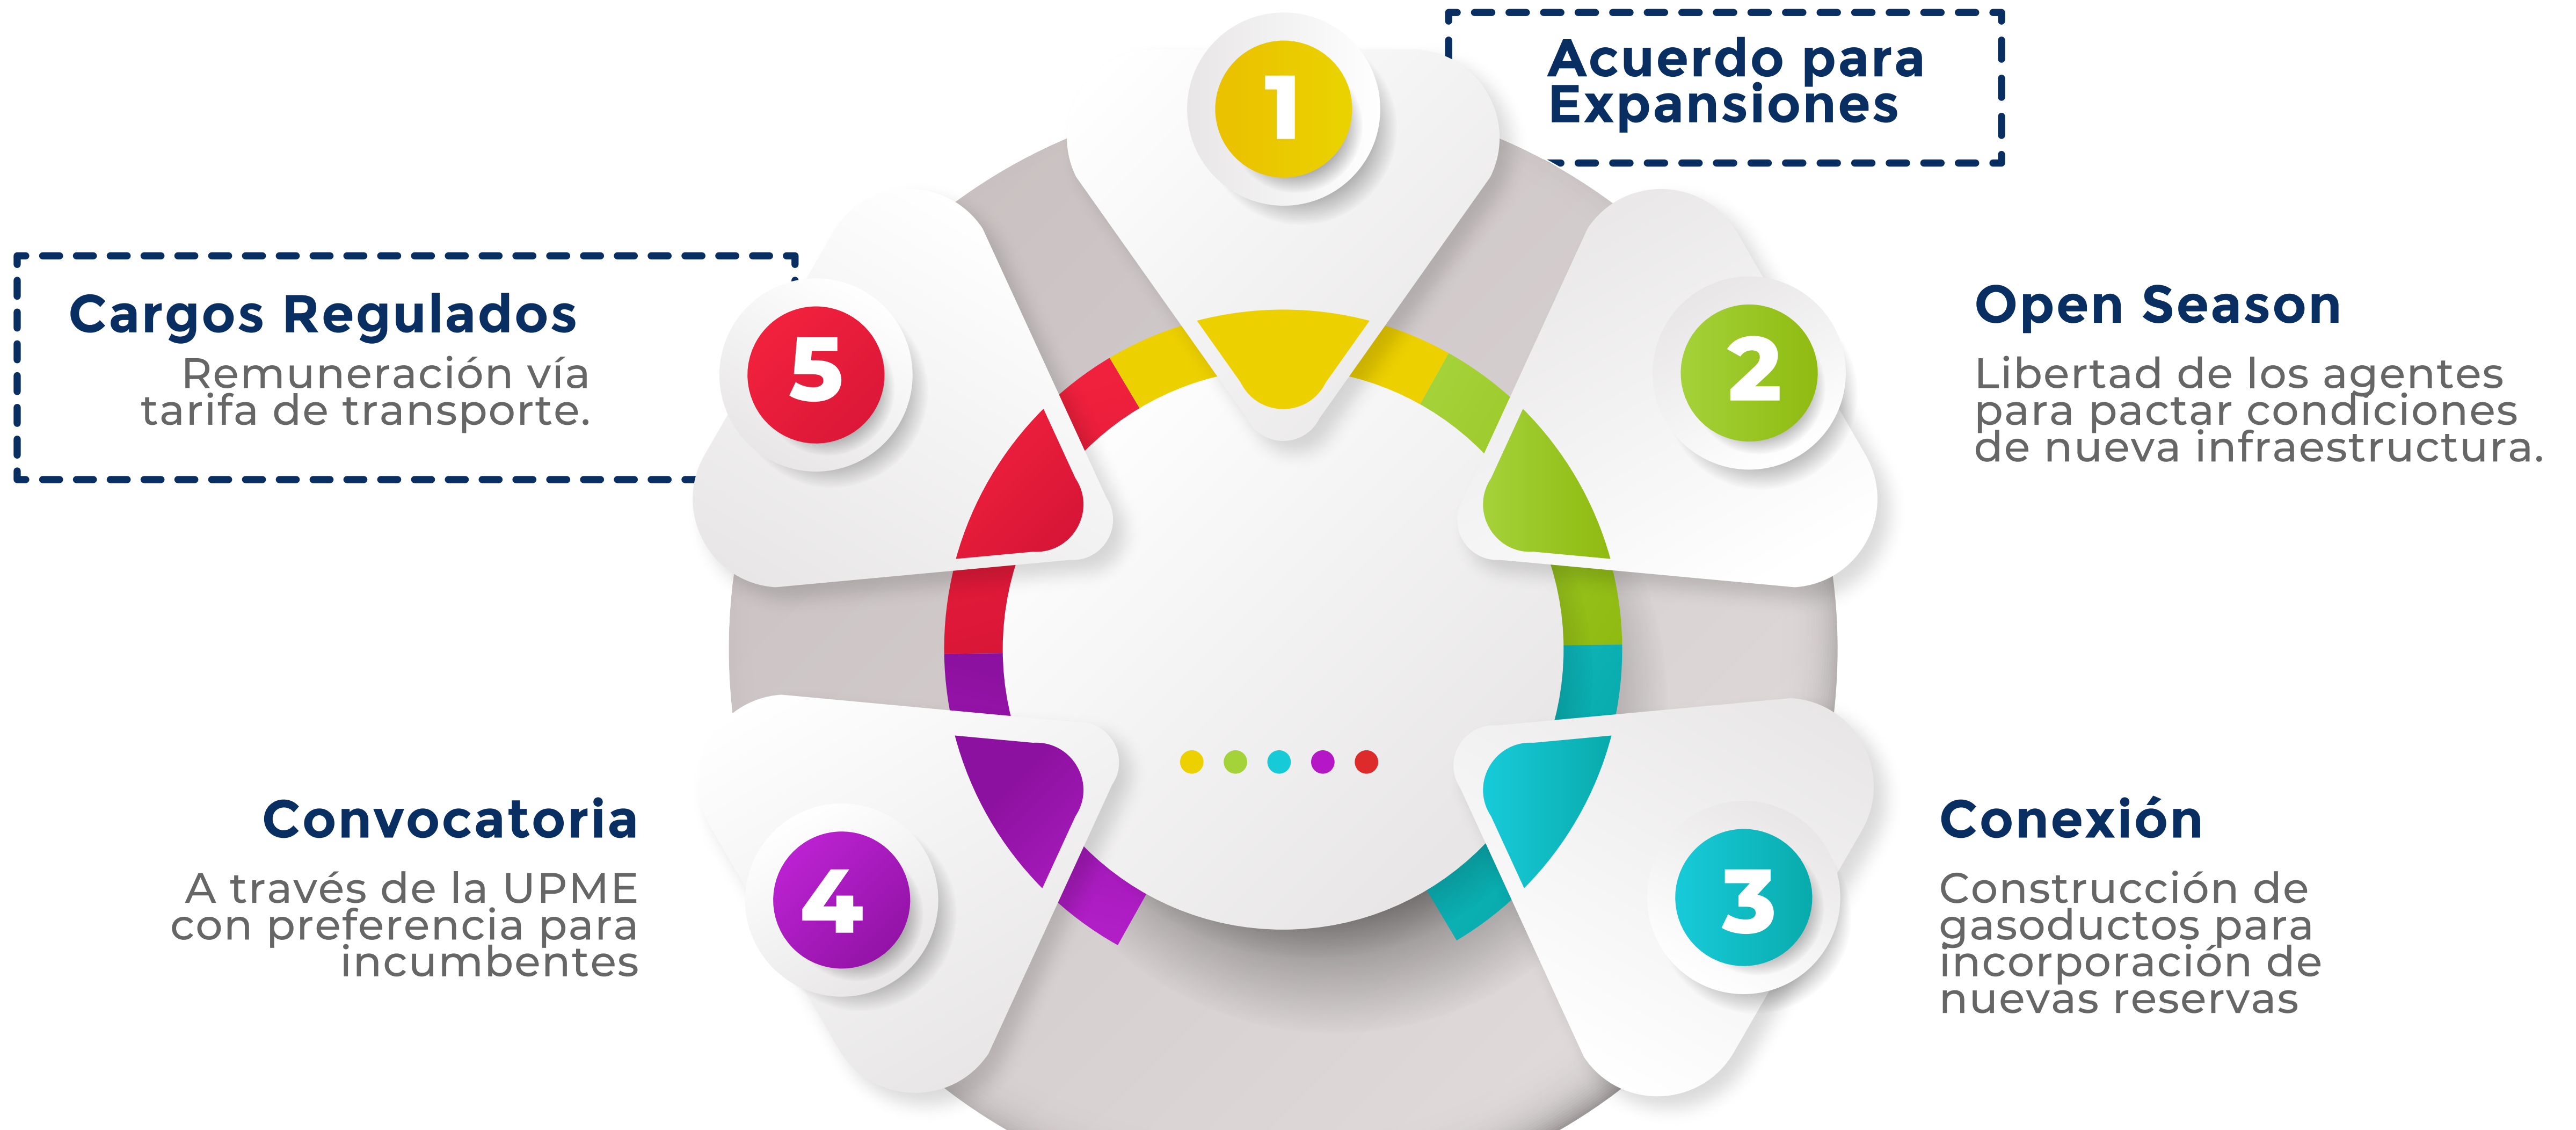 1
Acuerdo para
Expansiones
2
Open Season
Libertad de los agentes
para pactar condiciones
de nueva infraestructura.
3
Conexión
Construcción de
gasoductos para
incorporación de
nuevas reservas
4
Convocatoria
A través de la UPME
con preferencia para
incumbentes
5
Cargos Regulados
Remuneración vía
tarifa de transporte.